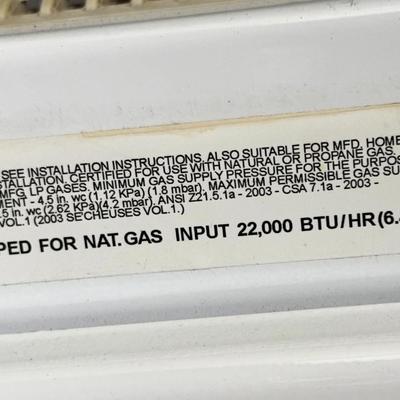 SEE INSTALLATION INSTRUCTIONS, ALSO SUITABLE FOR MFD. HOME
TALLATION. CERTIFIED FOR USE WITH NATURAL OR PROPANE GAS.
MFG. LP GASES. MINIMUM GAS SUPPLY PRESSURE FOR THE PURPOS
MENT - 4.5 in. wc (1.12 KPa) (1.8 mbar). MAXIMUM PERMISSIBLE GAS SU
.5 in. wc (2.62 KPa)(4.2 mbar). ANSI Z21.5.1a - 2003 - CSA 7.1a - 2003 -
VOL.1 (2003 SECHEUSES VOL.1.)
PED FOR NAT.GAS INPUT 22,000 BTU/HR(6.